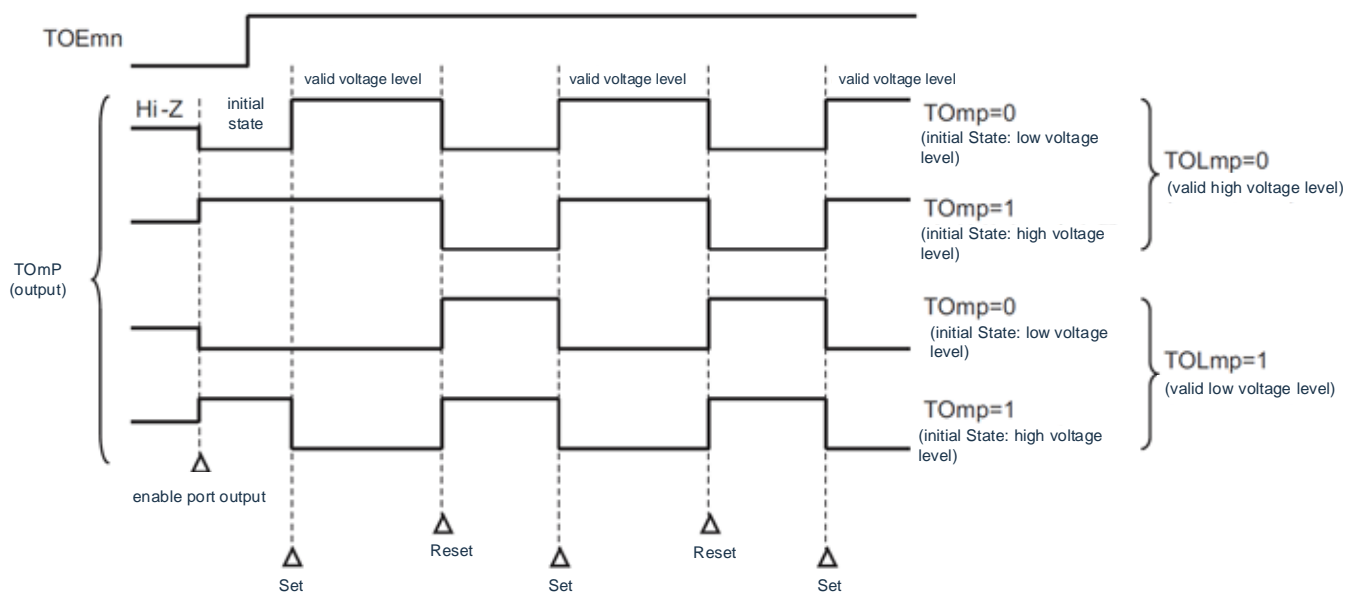 TOEmn
valid voltage level
valid voltage level
valid voltage level
Hi-Z
initial
state
TOmp=0
(initial State: low voltage
level)
TOLmp=0
(valid high voltage level)
TOmp=1
(initial State: high voltage
level)
TOmP
(output)
TOmp=0
(initial State: low voltage
level)
TOLmp=1
(valid low voltage level)
TOmp=1
(initial State: high voltage
level)
enable port output
Reset
Reset
Set
Set
Set